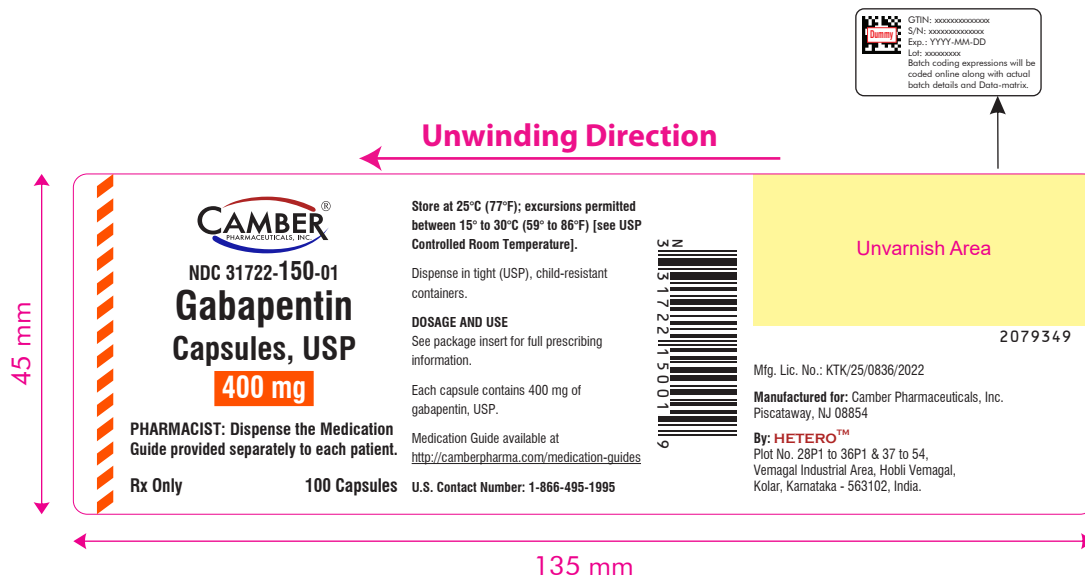 Dummy
GTIN: xxxxxxxxxxxxxx
S/N: xxxxxxxxxxxxxx
Exp.: YYYY-MM-DD
Lot: xxxxxxxxx
Batch coding expressions will be
coded online along with actual
batch details and Data-matrix.
Unwinding Direction
45 mm
CAMBER®
PHARMACEUTICALS, INC.
NDC 31722-150-01
Gabapentin
Capsules, USP
400 mg
PHARMACIST: Dispense the Medication
Guide provided separately to each patient.
Rx Only 100 Capsules
Store at 25°C (77°F); excursions permitted
between 15° to 30°C (59° to 86°F) [see USP
Controlled Room Temperature].
Dispense in tight (USP), child-resistant
containers.
DOSAGE AND USE
See package insert for full prescribing
information.
Each capsule contains 400 mg of
gabapentin, USP.
Medication Guide available at
http://camberpharma.com/medication-guides
U.S. Contact Number: 1-866-495-1995
N
3 31722 15001 9
Unvarnish Area
2079349
Mfg. Lic. No.: KTK/25/0836/2022
Manufactured for: Camber Pharmaceuticals, Inc.
Piscataway, NJ 08854
By: HETERO™
Plot No. 28P1 to 36P1 & 37 to 54,
Vemagal Industrial Area, Hobli Vemagal,
Kolar, Karnataka - 563102, India.
135 mm